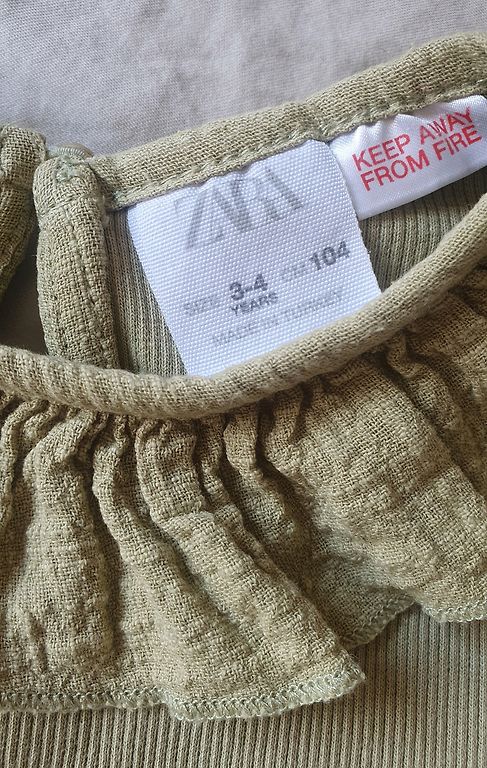 ZARA
SIZE 3-4 YEARS CM 104
MADE IN TURKEY
KEEP AWAY
FROM FIRE